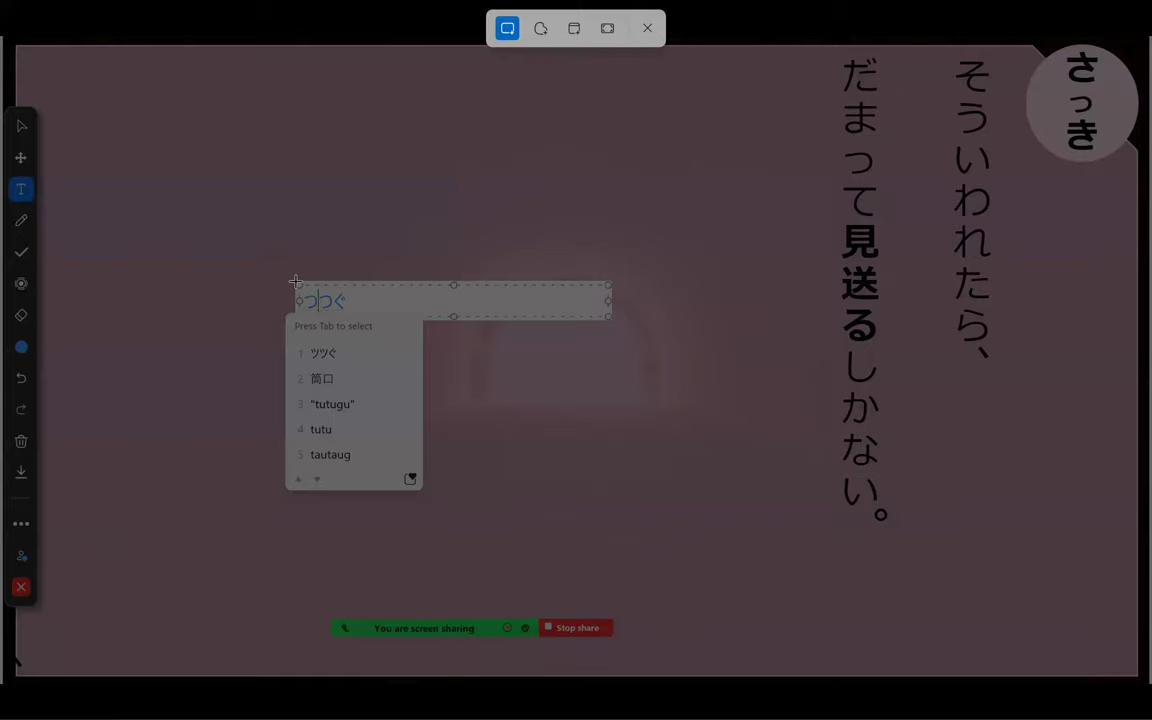 さっき
そういわれたら、
だまって見送るしかない。
つつぐ
Press Tab to select
1 ツツぐ
2 筒口
3 "tutugu"
4 tutu
5 tautaug
You are screen sharing
Stop share